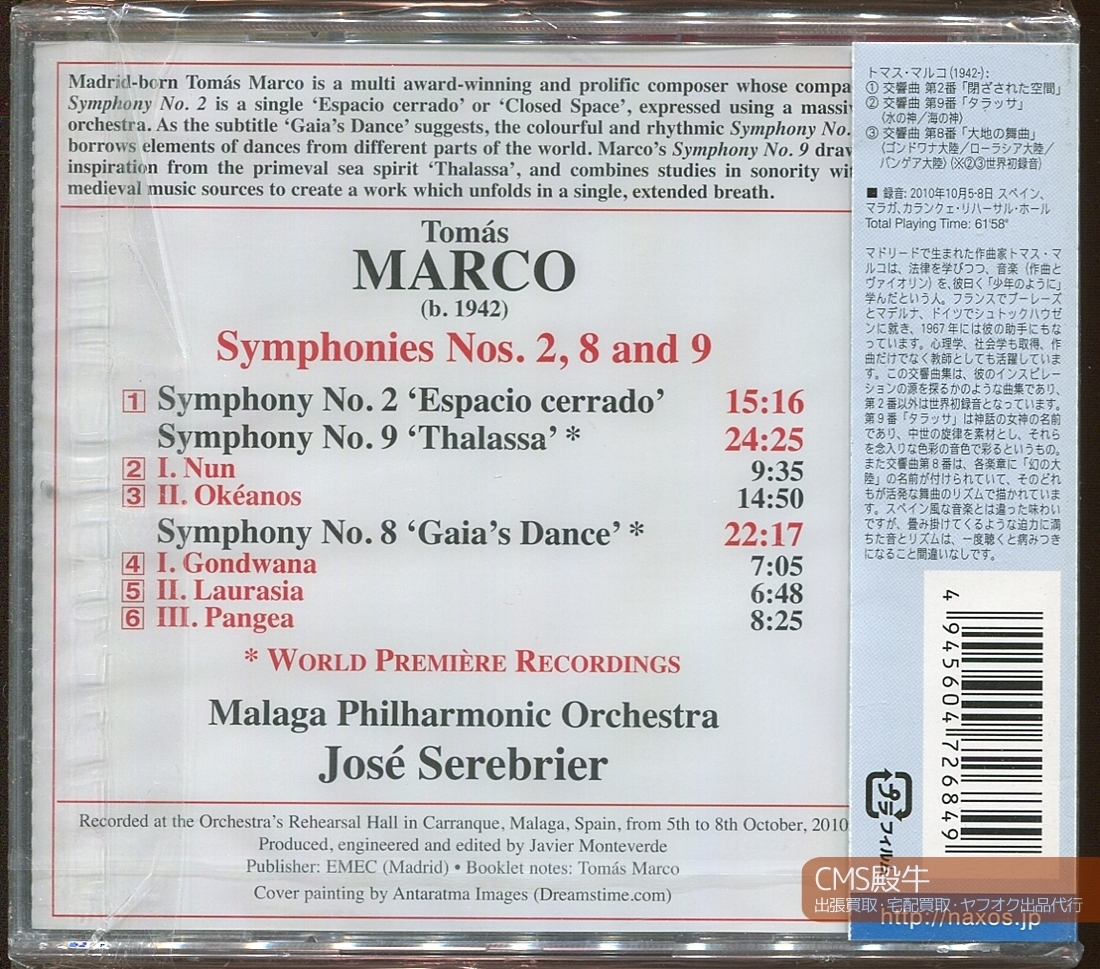 Madrid-born Tomás Marco is a multi award-winning and prolific composer whose compa
Symphony No. 2 is a single ‘Espacio cerrado’ or ‘Closed Space’, expressed using a massi
orchestra. As the subtitle ‘Gaia’s Dance’ suggests, the colourful and rhythmic Symphony No.
borrows elements of dances from different parts of the world. Marco’s Symphony No. 9 draw
inspiration from the primeval sea spirit ‘Thalassa’, and combines studies in sonority wit
medieval music sources to create a work which unfolds in a single, extended breath.
Tomás
MARCO
(b. 1942)
Symphonies Nos. 2, 8 and 9
1 Symphony No. 2 ‘Espacio cerrado’ 15:16
Symphony No. 9 ‘Thalassa’ * 24:25
2 I. Nun 9:35
3 II. Okéanos 14:50
Symphony No. 8 ‘Gaia’s Dance’ * 22:17
4 I. Gondwana 7:05
5 II. Laurasia 6:48
6 III. Pangea 8:25
* WORLD PREMIÈRE RECORDINGS
Malaga Philharmonic Orchestra
José Serebrier
Recorded at the Orchestra’s Rehearsal Hall in Carranque, Malaga, Spain, from 5th to 8th October, 2010
Produced, engineered and edited by Javier Monteverde
Publisher: EMEC (Madrid) • Booklet notes: Tomás Marco
Cover painting by Antaratma Images (Dreamstime.com)
トマス・マルコ(1942-):
① 交響曲 第2番「閉ざされた空間」
② 交響曲 第9番「タラッサ」
(水の神/海の神)
③ 交響曲 第8番「大地の舞曲」
(ゴンドワナ大陸/ローラシア大陸/
パンゲア大陸)(※②③世界初録音)
■ 録音: 2010年10月5-8日 スペイン、
マラガ、カランクェ・リハーサル・ホール
Total Playing Time: 61'58"
マドリードで生まれた作曲家トマス・マ
ルコは、法律を学びつつ、音楽(作曲と
ヴァイオリン)を、彼曰く「少年のように」
学んだという人。フランスでブーレーズ
とマデルナ、ドイツでシュトックハウゼ
ンに就き、1967年には彼の助手にもな
っています。心理学、社会学も取得、作
曲だけでなく教師としても活躍していま
す。この交響曲集は、彼のインスピレー
ションの源を探るかのような曲集であり、
第2番以外は世界初録音となっています。
第9番「タラッサ」は神話の女神の名前
であり、中世の旋律を素材とし、それら
を念入りな色彩の音色で彩るというもの。
また交響曲第8番は、各楽章に「幻の大
陸」の名前が付けられていて、そのどれ
もが活発な舞曲のリズムで描かれていま
す。スペイン風な音楽とは違った味わい
ですが、畳み掛けてくるような迫力に満
ちた音とリズムは、一度聴くと病みつき
になること間違いなしです。
4 945604 726849
プラ フィルム
CMS殿牛
出張買取・宅配買取・ヤフオク出品代行
http://naxos.jp